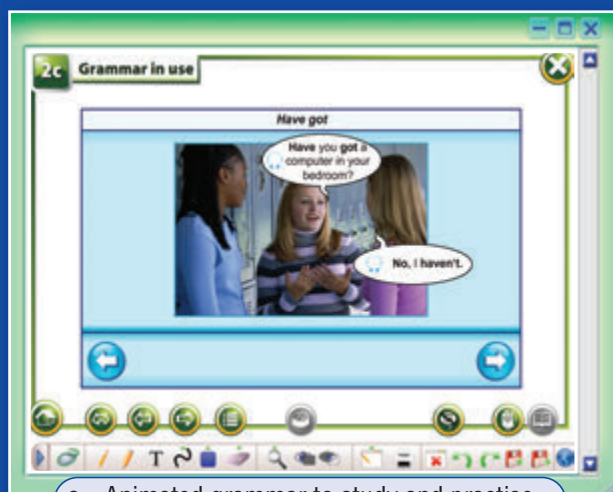 2c Grammar in use
Have got
Have you got a
computer in your
bedroom?
No, I haven't.
T
Animated grammar to study and practise